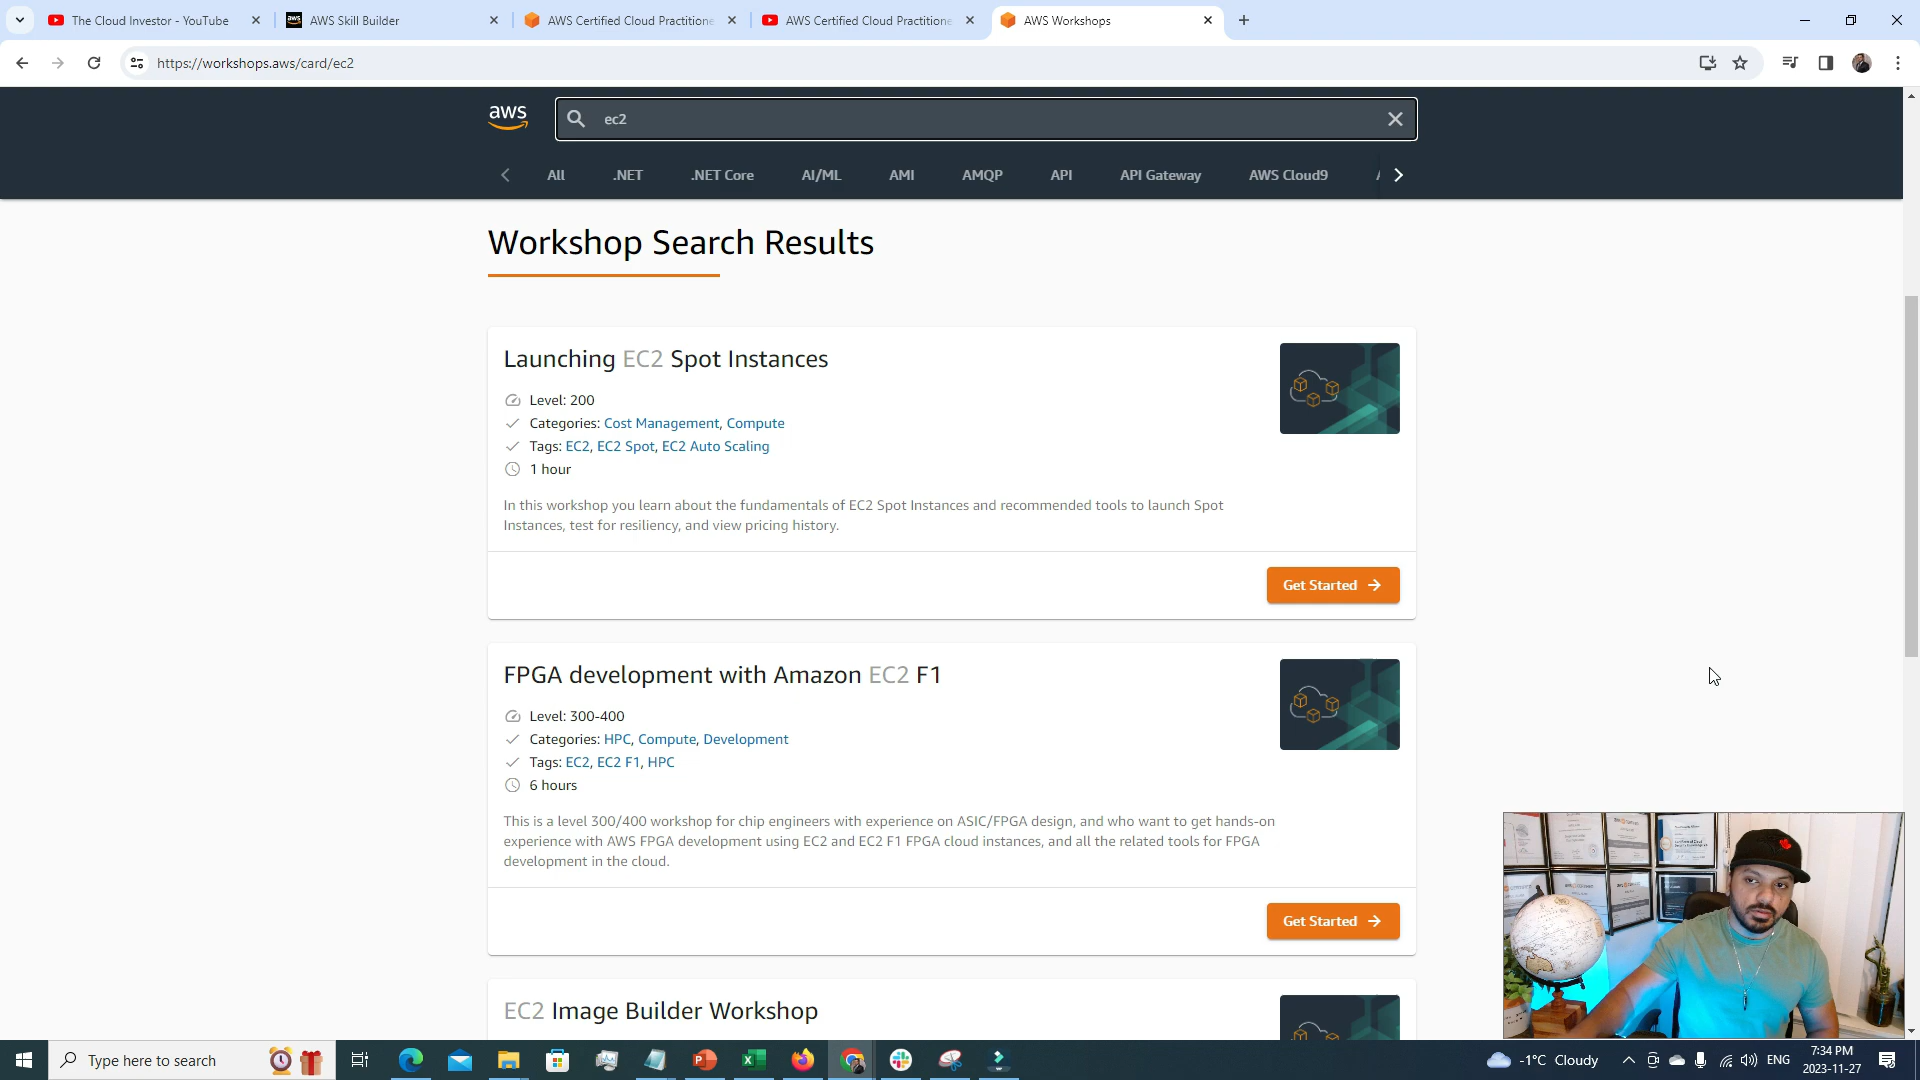 The Cloud Investor - YouTube
AWS Skill Builder
AWS Certified Cloud Practitione
AWS Certified Cloud Practitione
AWS Workshops
https://workshops.aws/card/ec2
aws
ec2
All
.NET
.NET Core
AI/ML
AMI
AMQP
API
API Gateway
AWS Cloud9
Workshop Search Results
Launching EC2 Spot Instances
Level: 200
Categories: Cost Management, Compute
Tags: EC2, EC2 Spot, EC2 Auto Scaling
1 hour
In this workshop you learn about the fundamentals of EC2 Spot Instances and recommended tools to launch Spot
Instances, test for resiliency, and view pricing history.
Get Started
FPGA development with Amazon EC2 F1
Level: 300-400
Categories: HPC, Compute, Development
Tags: EC2, EC2 F1, HPC
6 hours
This is a level 300/400 workshop for chip engineers with experience on ASIC/FPGA design, and who want to get hands-on
experience with AWS FPGA development using EC2 and EC2 F1 FPGA cloud instances, and all the related tools for FPGA
development in the cloud.
Get Started
EC2 Image Builder Workshop
Type here to search
-1°C Cloudy
ENG
7:34 PM
2023-11-27